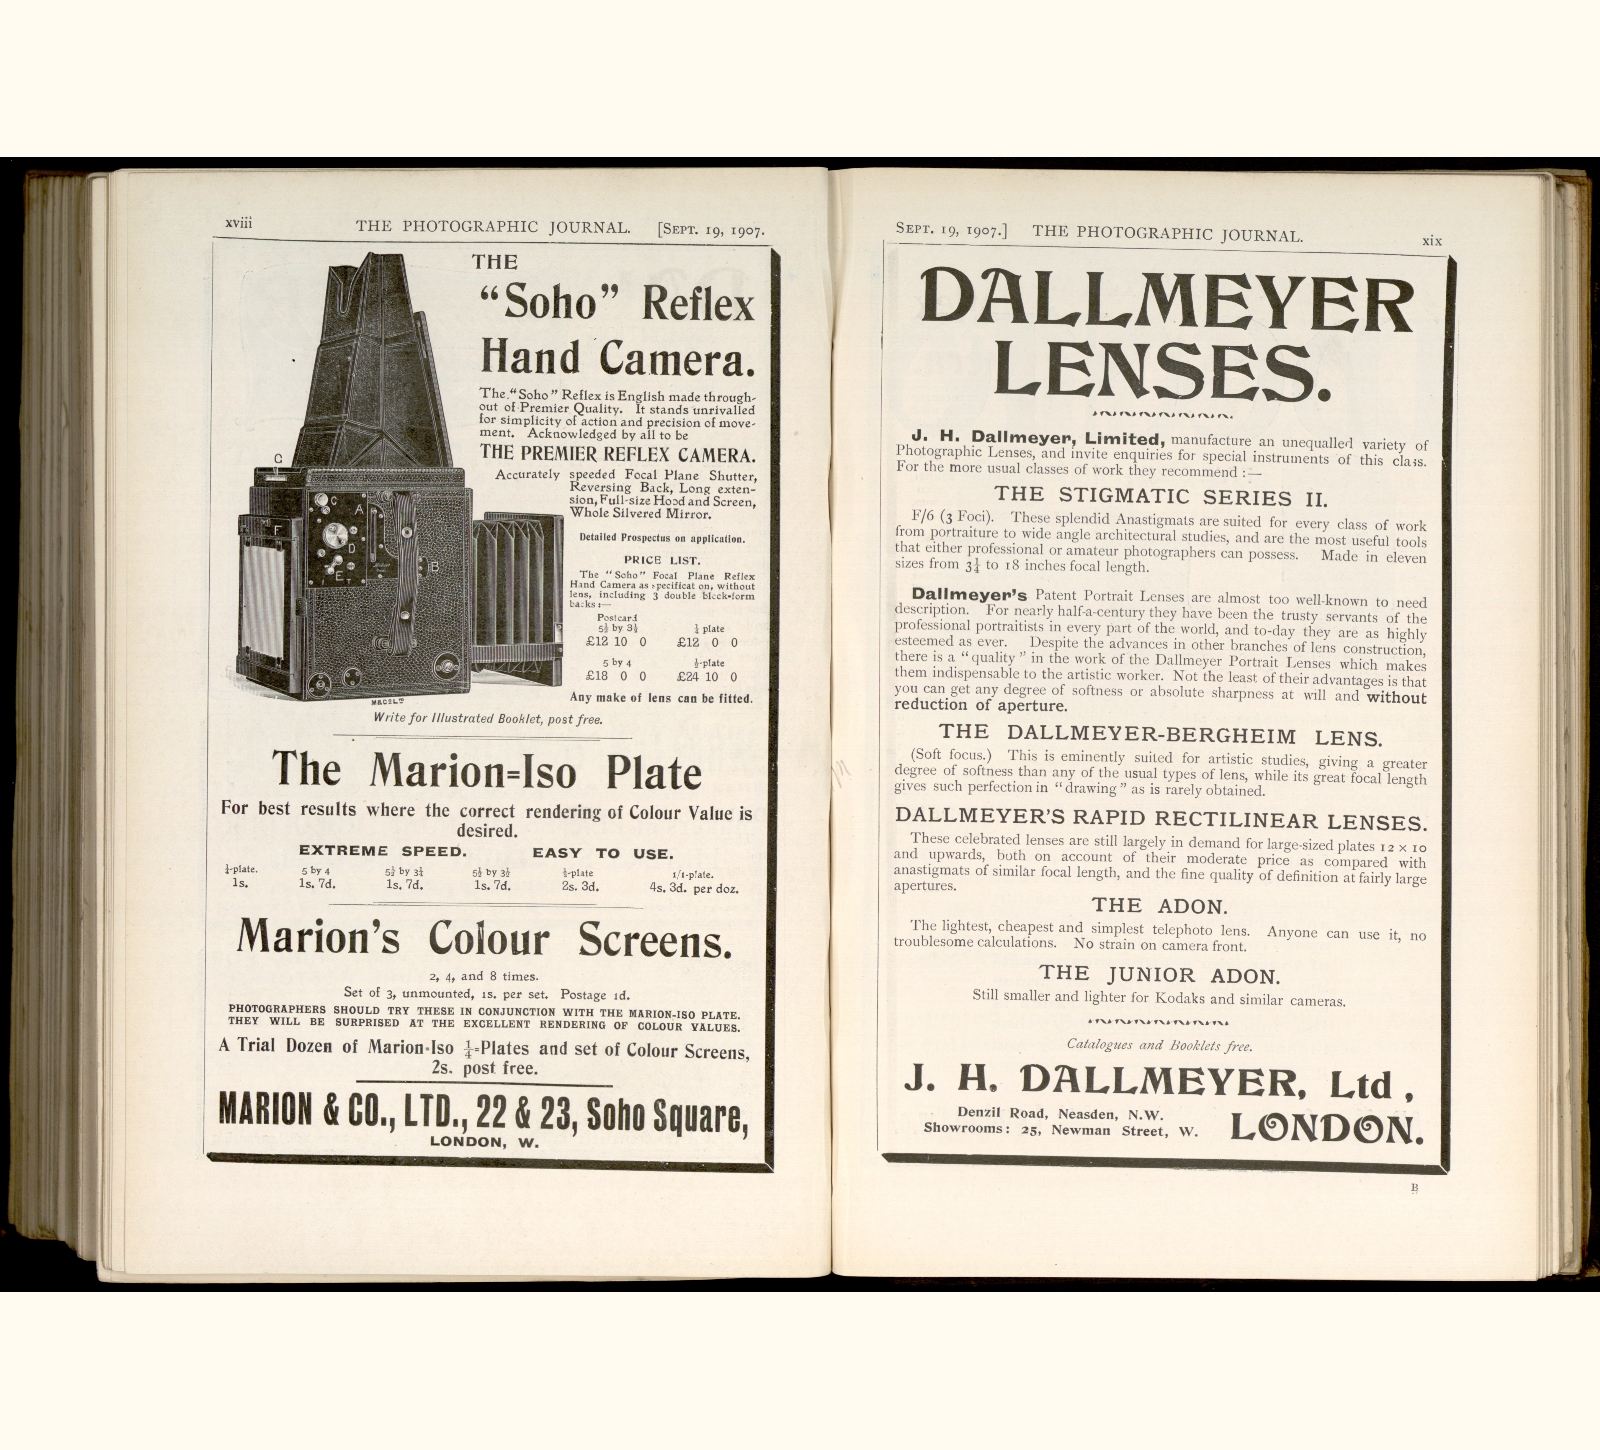 xviii THE PHOTOGRAPHIC JOURNAL. [SEPT. 19, 1907.
THE
“Soho” Reflex
Hand Camera.
The “Soho” Reflex is English made through-
out of Premier Quality. It stands unrivalled
for simplicity of action and precision of move-
ment. Acknowledged by all to be
THE PREMIER REFLEX CAMERA.
Accurately speeded Focal Plane Shutter,
Reversing Back, Long exten-
sion, Full-size Hood and Screen,
Whole Silvered Mirror.
Detailed Prospectus on application.
PRICE LIST.
The “Soho” Focal Plane Reflex
Hand Camera as specification, without
lens, including 3 double block-form
backs:—
Postcard
5½ by 3½ ¼ plate
£12 10 0 £12 0 0
5 by 4 ½-plate
£18 0 0 £24 10 0
Any make of lens can be fitted.
G
C
A
F
D
B
E
Write for Illustrated Booklet, post free.
The Marion=Iso Plate
For best results where the correct rendering of Colour Value is
desired.
EXTREME SPEED. EASY TO USE.
¼-plate. 5 by 4 5¼ by 3¼ 5½ by 3½ ½-plate 1/1-plate.
1s. 1s. 7d. 1s. 7d. 1s. 7d. 2s. 3d. 4s. 3d. per doz.
Marion’s Colour Screens.
2, 4, and 8 times.
Set of 3, unmounted, 1s. per set. Postage 1d.
PHOTOGRAPHERS SHOULD TRY THESE IN CONJUNCTION WITH THE MARION-ISO PLATE.
THEY WILL BE SURPRISED AT THE EXCELLENT RENDERING OF COLOUR VALUES.
A Trial Dozen of Marion-Iso ¼=Plates and set of Colour Screens,
2s. post free.
MARION & CO., LTD., 22 & 23, Soho Square,
LONDON, W.
SEPT. 19, 1907.] THE PHOTOGRAPHIC JOURNAL. xix
DALLMEYER
LENSES.
J. H. Dallmeyer, Limited, manufacture an unequalled variety of
Photographic Lenses, and invite enquiries for special instruments of this class.
For the more usual classes of work they recommend :—
THE STIGMATIC SERIES II.
F/6 (3 Foci). These splendid Anastigmats are suited for every class of work
from portraiture to wide angle architectural studies, and are the most useful tools
that either professional or amateur photographers can possess. Made in eleven
sizes from 3¼ to 18 inches focal length.
Dallmeyer’s Patent Portrait Lenses are almost too well-known to need
description. For nearly half-a-century they have been the trusty servants of the
professional portraitists in every part of the world, and to-day they are as highly
esteemed as ever. Despite the advances in other branches of lens construction,
there is a “quality” in the work of the Dallmeyer Portrait Lenses which makes
them indispensable to the artistic worker. Not the least of their advantages is that
you can get any degree of softness or absolute sharpness at will and without
reduction of aperture.
THE DALLMEYER-BERGHEIM LENS.
(Soft focus.) This is eminently suited for artistic studies, giving a greater
degree of softness than any of the usual types of lens, while its great focal length
gives such perfection in “drawing” as is rarely obtained.
DALLMEYER’S RAPID RECTILINEAR LENSES.
These celebrated lenses are still largely in demand for large-sized plates 12 × 10
and upwards, both on account of their moderate price as compared with
anastigmats of similar focal length, and the fine quality of definition at fairly large
apertures.
THE ADON.
The lightest, cheapest and simplest telephoto lens. Anyone can use it, no
troublesome calculations. No strain on camera front.
THE JUNIOR ADON.
Still smaller and lighter for Kodaks and similar cameras.
Catalogues and Booklets free.
J. H. DALLMEYER, Ltd,
Denzil Road, Neasden, N.W.
Showrooms: 25, Newman Street, W. LONDON.
B